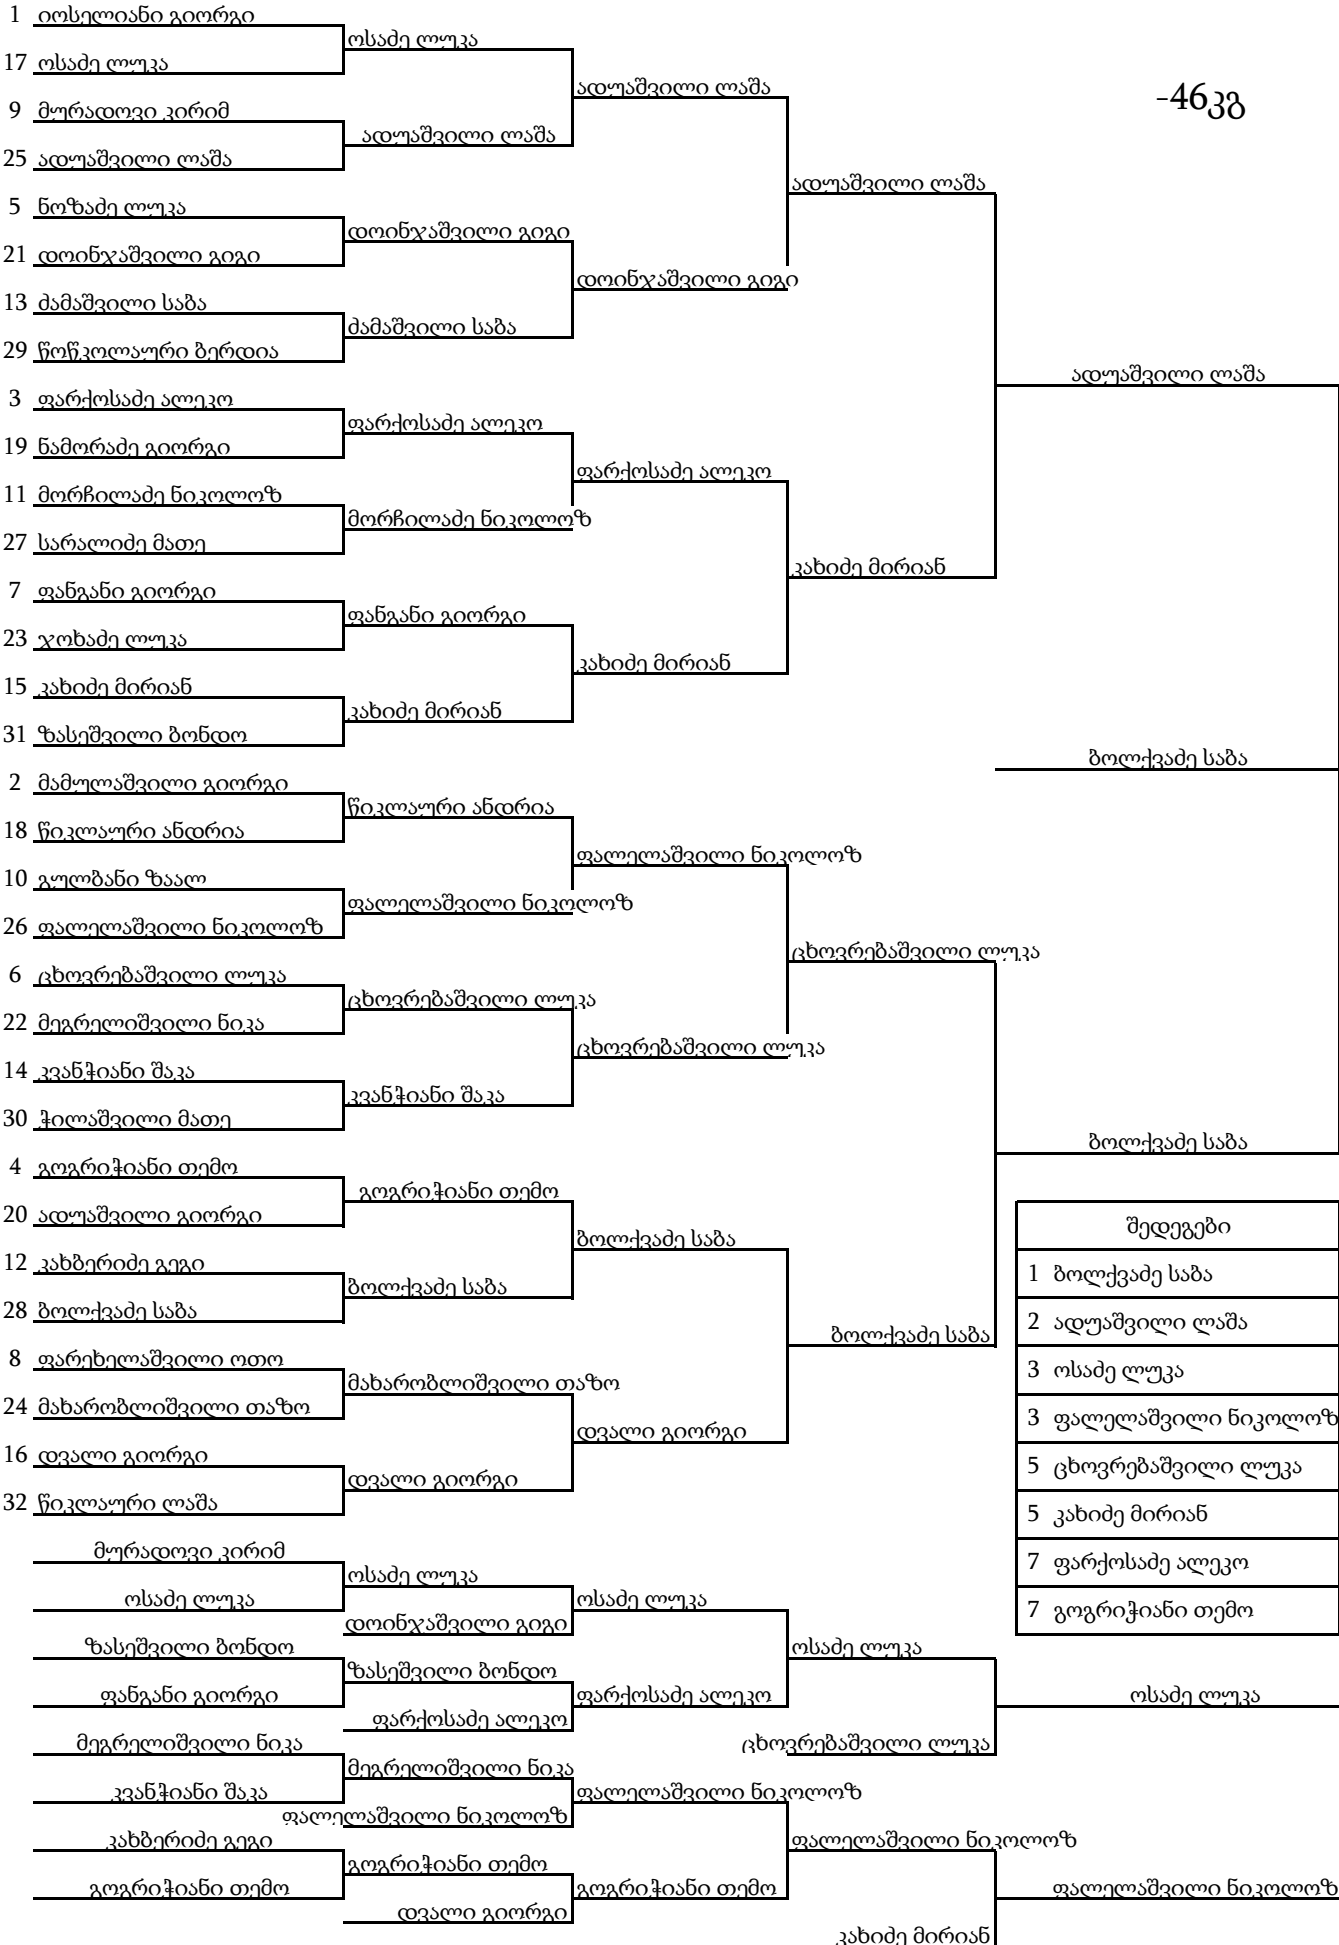 -46კგ
1 იოსელიანი გიორგი
17 ოსაძე ლუკა
9 მურადოვი კირიმ
25 ადუაშვილი ლაშა
5 ნოზაძე ლუკა
21 დოინჯაშვილი გიგი
13 ძამაშვილი საბა
29 წოწკოლაური ბერდია
3 ფარქოსაძე ალეკო
19 ნამორაძე გიორგი
11 მორჩილაძე ნიკოლოზ
27 სარალიძე მათე
7 ფანგანი გიორგი
23 ჯოხაძე ლუკა
15 კახიძე მირიან
31 ზასეშვილი ბონდო
2 მამულაშვილი გიორგი
18 წიკლაური ანდრია
10 გულბანი ზაალ
26 ფალელაშვილი ნიკოლოზ
6 ცხოვრებაშვილი ლუკა
22 მეგრელიშვილი ნიკა
14 კვანჭიანი შაკა
30 ჭილაშვილი მათე
4 გოგრიჭიანი თემო
20 ადუაშვილი გიორგი
12 კახბერიძე გეგი
28 ბოლქვაძე საბა
8 ფარეხელაშვილი ოთო
24 მახარობლიშვილი თაზო
16 დვალი გიორგი
32 წიკლაური ლაშა
ოსაძე ლუკა
ადუაშვილი ლაშა
დოინჯაშვილი გიგი
ძამაშვილი საბა
ფარქოსაძე ალეკო
მორჩილაძე ნიკოლოზ
ფანგანი გიორგი
კახიძე მირიან
წიკლაური ანდრია
ფალელაშვილი ნიკოლოზ
ცხოვრებაშვილი ლუკა
კვანჭიანი შაკა
გოგრიჭიანი თემო
ბოლქვაძე საბა
მახარობლიშვილი თაზო
დვალი გიორგი
ადუაშვილი ლაშა
დოინჯაშვილი გიგი
ფარქოსაძე ალეკო
კახიძე მირიან
ფალელაშვილი ნიკოლოზ
ცხოვრებაშვილი ლუკა
ბოლქვაძე საბა
დვალი გიორგი
ადუაშვილი ლაშა
კახიძე მირიან
ცხოვრებაშვილი ლუკა
ბოლქვაძე საბა
ადუაშვილი ლაშა
ბოლქვაძე საბა
ბოლქვაძე საბა
შედეგები
1 ბოლქვაძე საბა
2 ადუაშვილი ლაშა
3 ოსაძე ლუკა
3 ფალელაშვილი ნიკოლოზ
5 ცხოვრებაშვილი ლუკა
5 კახიძე მირიან
7 ფარქოსაძე ალეკო
7 გოგრიჭიანი თემო
მურადოვი კირიმ
ოსაძე ლუკა
ზასეშვილი ბონდო
ფანგანი გიორგი
მეგრელიშვილი ნიკა
კვანჭიანი შაკა
კახბერიძე გეგი
გოგრიჭიანი თემო
ოსაძე ლუკა
დოინჯაშვილი გიგი
ზასეშვილი ბონდო
ფარქოსაძე ალეკო
მეგრელიშვილი ნიკა
ფალელაშვილი ნიკოლოზ
გოგრიჭიანი თემო
დვალი გიორგი
ოსაძე ლუკა
ფარქოსაძე ალეკო
ფალელაშვილი ნიკოლოზ
გოგრიჭიანი თემო
ოსაძე ლუკა
ცხოვრებაშვილი ლუკა
ფალელაშვილი ნიკოლოზ
კახიძე მირიან
ოსაძე ლუკა
ფალელაშვილი ნიკოლოზ